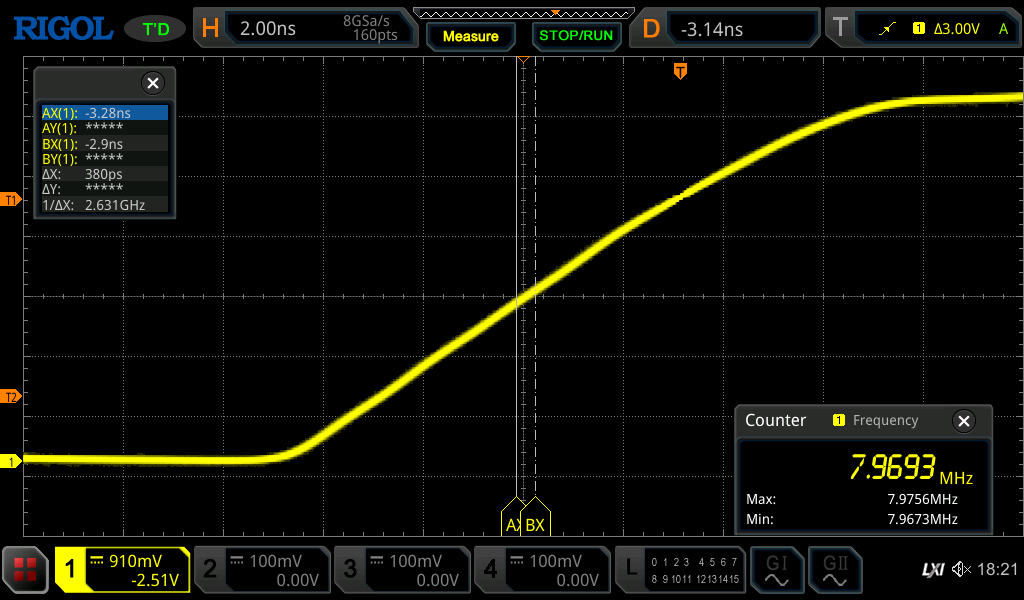 RIGOL T'D H 2.00ns 8GSa/s 160pts Measure STOP/RUN D -3.14ns T 1 Δ3.00V A
T
AX(1): -3.28ns
AY(1): *****
BX(1): -2.9ns
BY(1): *****
ΔX: 380ps
ΔY: *****
1/ΔX: 2.631GHz
T1
T2
1
Counter 1 Frequency
7.9693 MHz
Max: 7.9756MHz
Min: 7.9673MHz
AX BX
1 910mV -2.51V
2 100mV 0.00V
3 100mV 0.00V
4 100mV 0.00V
L 0 1 2 3 4 5 6 7
8 9 10 11 12 13 14 15
GI GII
LXI 18:21